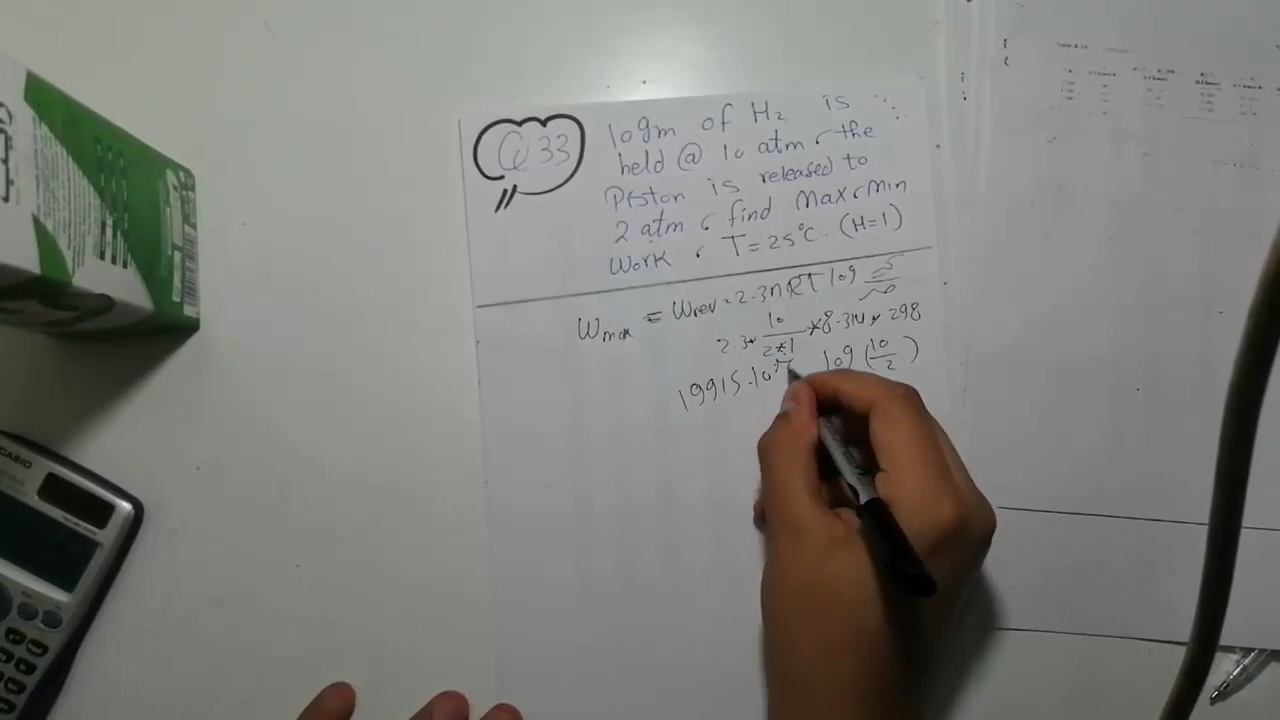 Q33
10gm of H2 is
held @ 10 atm, the
Piston is released to
2 atm, find Max, Min
Work, T=25°C. (H=1)
Wmax = Wrev = 2.3nRT log
2.3* 10/2*1 *8.314* 298
log (10/2)
19915.10
CASIO